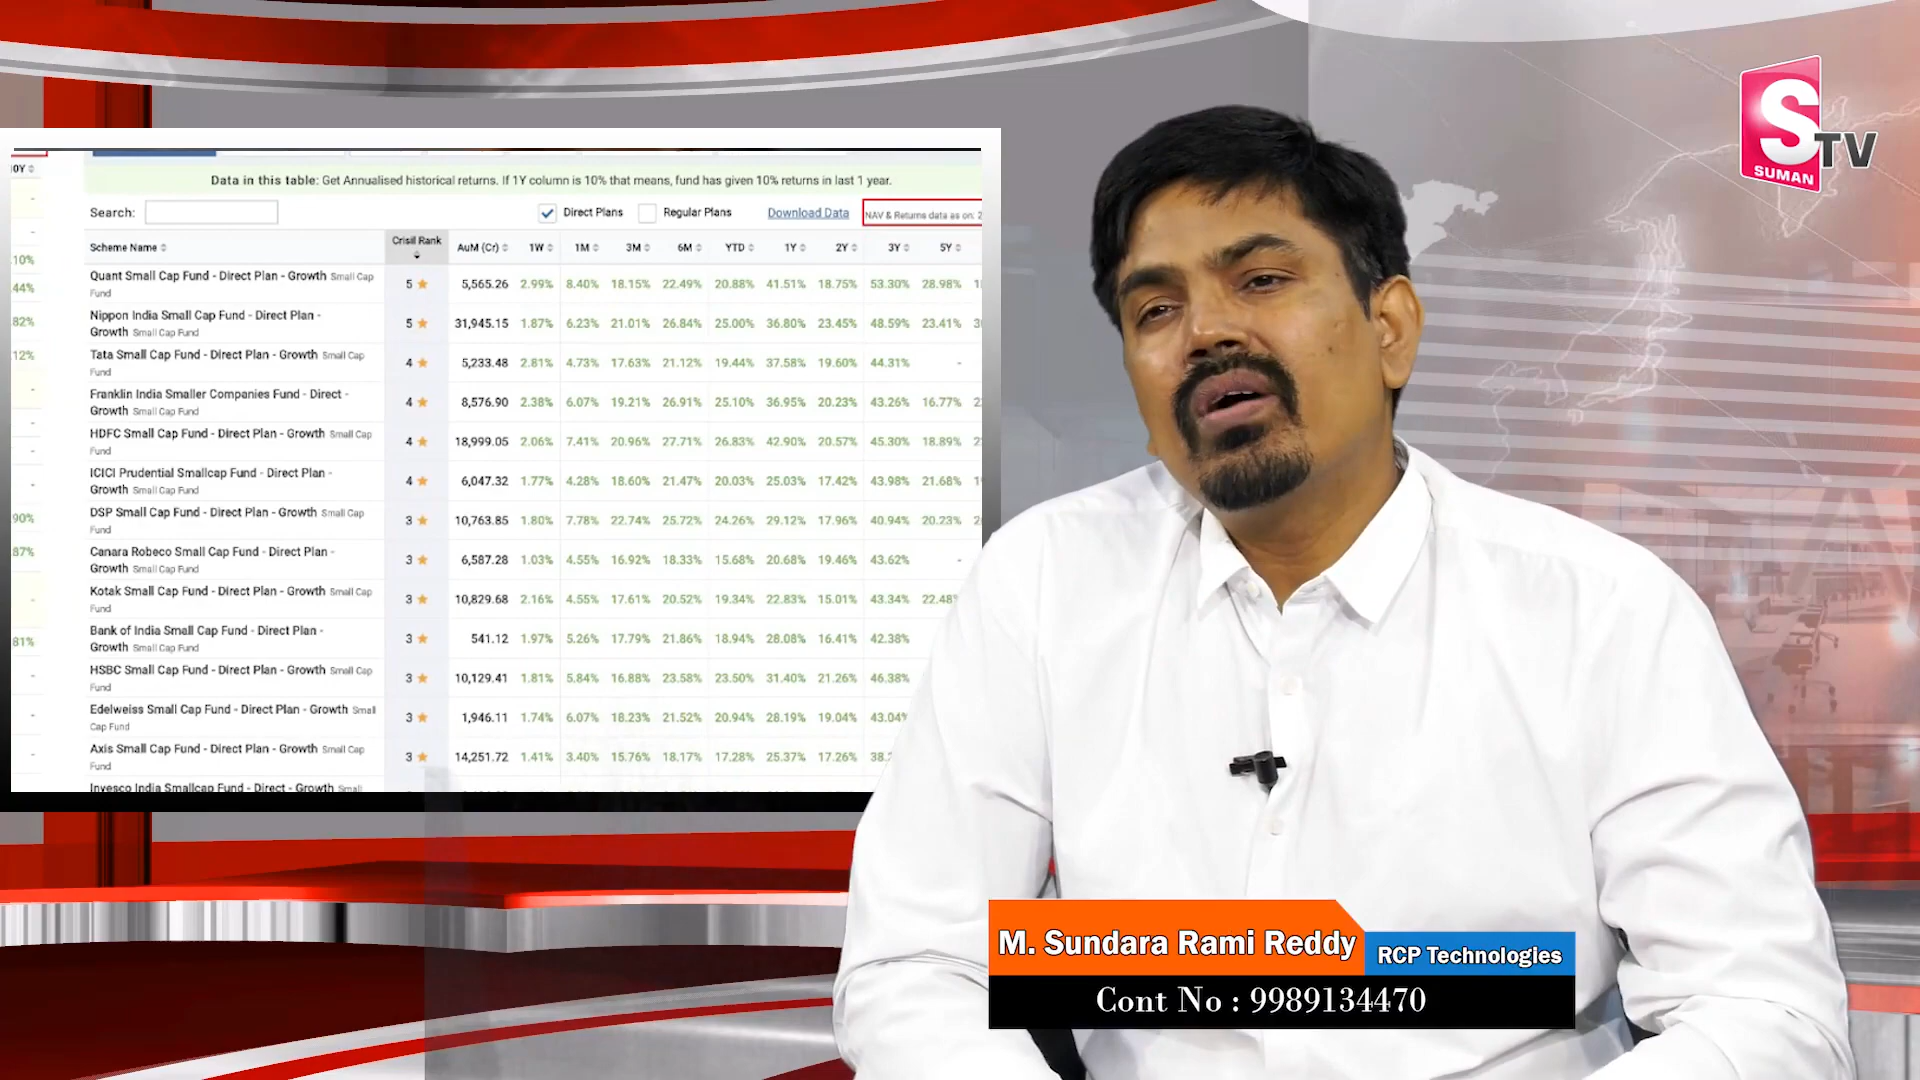 S
TV
SUMAN
10Y
Data in this table: Get Annualised historical returns. If 1Y column is 10% that means, fund has given 10% returns in last 1 year.
Search: Direct Plans Regular Plans Download Data NAV & Returns data as on: 2
Scheme Name Crisil Rank AuM (Cr) 1W 1M 3M 6M YTD 1Y 2Y 3Y 5Y
Quant Small Cap Fund - Direct Plan - Growth Small Cap
Fund
5 5,565.26 2.99% 8.40% 18.15% 22.49% 20.88% 41.51% 18.75% 53.30% 28.98%
Nippon India Small Cap Fund - Direct Plan -
Growth Small Cap Fund
5 31,945.15 1.87% 6.23% 21.01% 26.84% 25.00% 36.80% 23.45% 48.59% 23.41%
Tata Small Cap Fund - Direct Plan - Growth Small Cap
Fund
4 5,233.48 2.81% 4.73% 17.63% 21.12% 19.44% 37.58% 19.60% 44.31% -
Franklin India Smaller Companies Fund - Direct -
Growth Small Cap Fund
4 8,576.90 2.38% 6.07% 19.21% 26.91% 25.10% 36.95% 20.23% 43.26% 16.77%
HDFC Small Cap Fund - Direct Plan - Growth Small Cap
Fund
4 18,999.05 2.06% 7.41% 20.96% 27.71% 26.83% 42.90% 20.57% 45.30% 18.89%
ICICI Prudential Smallcap Fund - Direct Plan -
Growth Small Cap Fund
4 6,047.32 1.77% 4.28% 18.60% 21.47% 20.03% 25.03% 17.42% 43.98% 21.68%
DSP Small Cap Fund - Direct Plan - Growth Small Cap
Fund
3 10,763.85 1.80% 7.78% 22.74% 25.72% 24.26% 29.12% 17.96% 40.94% 20.23%
Canara Robeco Small Cap Fund - Direct Plan -
Growth Small Cap Fund
3 6,587.28 1.03% 4.55% 16.92% 18.33% 15.68% 20.68% 19.46% 43.62% -
Kotak Small Cap Fund - Direct Plan - Growth Small Cap
Fund
3 10,829.68 2.16% 4.55% 17.61% 20.52% 19.34% 22.83% 15.01% 43.34% 22.48%
Bank of India Small Cap Fund - Direct Plan -
Growth Small Cap Fund
3 541.12 1.97% 5.26% 17.79% 21.86% 18.94% 28.08% 16.41% 42.38%
HSBC Small Cap Fund - Direct Plan - Growth Small Cap
Fund
3 10,129.41 1.81% 5.84% 16.88% 23.58% 23.50% 31.40% 21.26% 46.38%
Edelweiss Small Cap Fund - Direct Plan - Growth Small
Cap Fund
3 1,946.11 1.74% 6.07% 18.23% 21.52% 20.94% 28.19% 19.04% 43.04%
Axis Small Cap Fund - Direct Plan - Growth Small Cap
Fund
3 14,251.72 1.41% 3.40% 15.76% 18.17% 17.28% 25.37% 17.26% 38.
Invesco India Smallcap Fund - Direct - Growth Small
M. Sundara Rami Reddy
RCP Technologies
Cont No : 9989134470